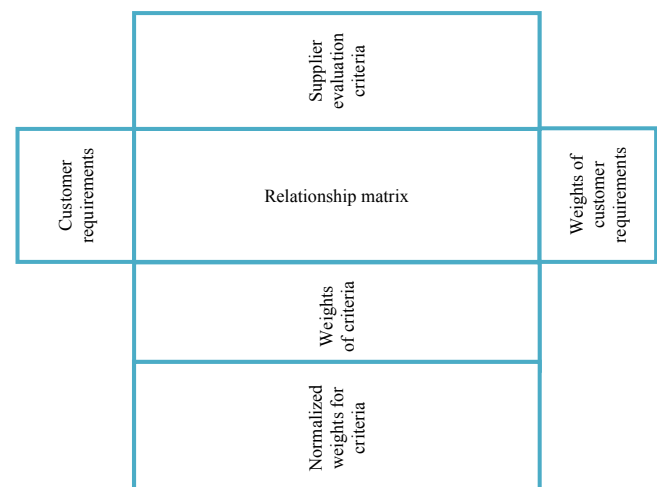 Supplier
evaluation
criteria
Customer
requirements
Relationship matrix
Weights of
customer
requirements
Weights
of criteria
Normalized
weights for
criteria